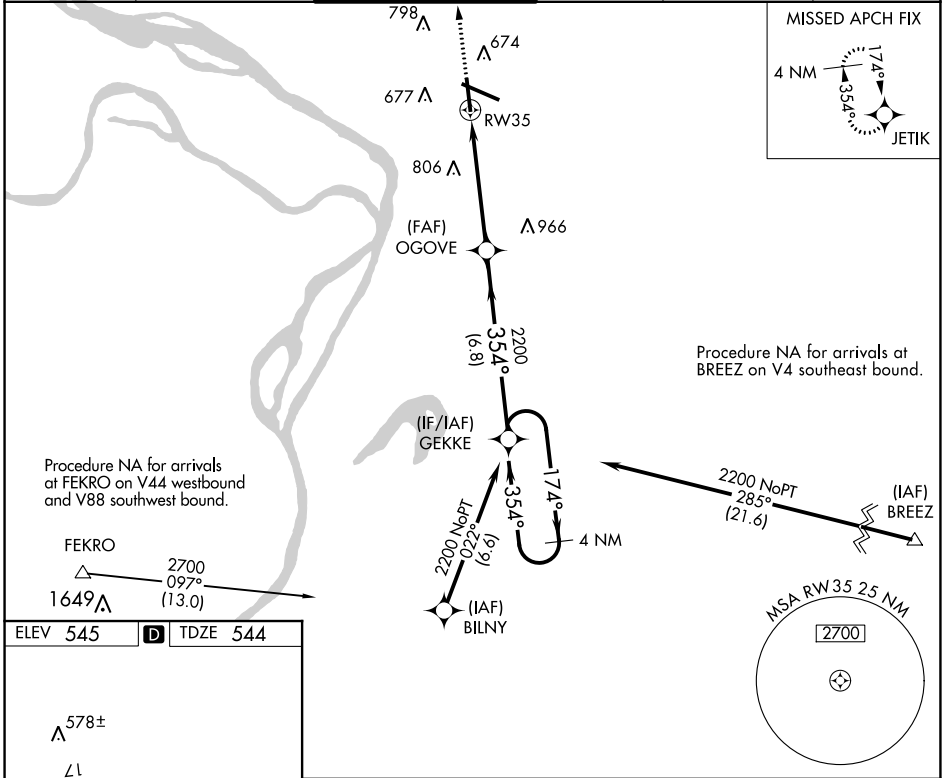 798
674
677
RW35
806
(FAF)
OGOVE
966
MISSED APCH FIX
4 NM
174°
354°
JETIK
2200
354°
(6.8)
Procedure NA for arrivals at
BREEZ on V4 southeast bound.
(IF/IAF)
GEKKE
174°
354°
4 NM
2200 NoPT
022°
(6.6)
(IAF)
BILNY
2200 NoPT
285°
(21.6)
(IAF)
BREEZ
Procedure NA for arrivals
at FEKRO on V44 westbound
and V88 southwest bound.
FEKRO
2700
097°
(13.0)
1649
MSA RW35 25 NM
2700
ELEV 545
D
TDZE 544
578±
17